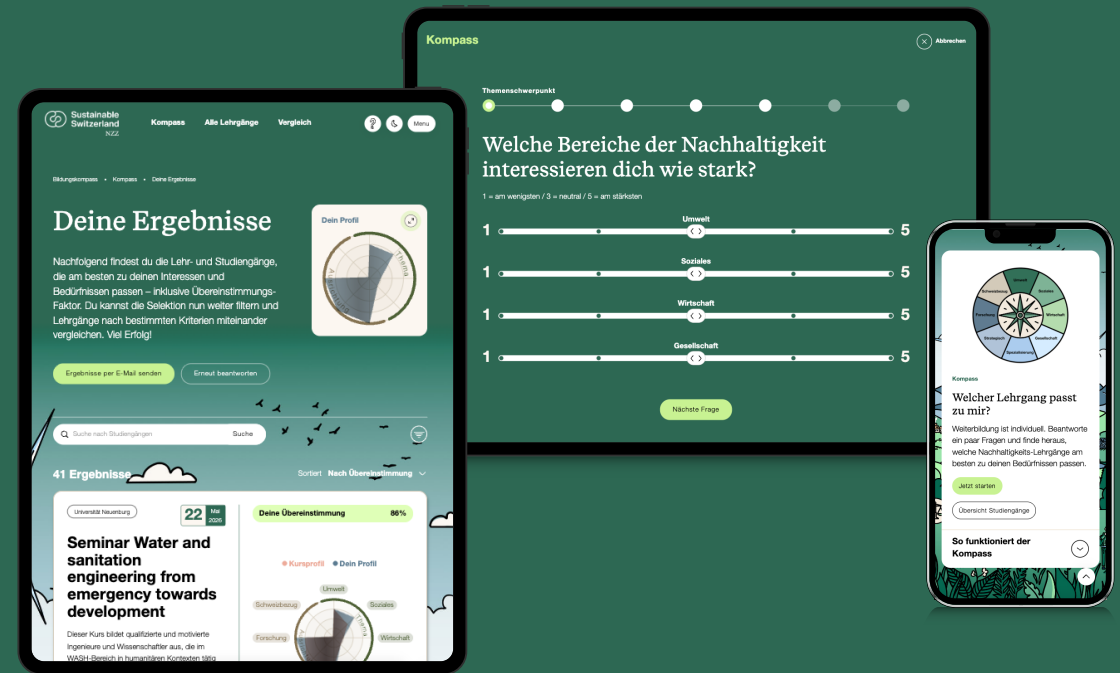 Kompass
Abbrechen
Themenschwerpunkt
Welche Bereiche der Nachhaltigkeit
interessieren dich wie stark?
1 = am wenigsten / 3 = neutral / 5 = am stärksten
Umwelt
1 5
Soziales
1 5
Wirtschaft
1 5
Gesellschaft
1 5
Nächste Frage
Sustainable
Switzerland
NZZ
Kompass Alle Lehrgänge Vergleich
Menu
Bildungskompass • Kompass • Deine Ergebnisse
Deine Ergebnisse
Nachfolgend findest du die Lehr- und Studiengänge,
die am besten zu deinen Interessen und
Bedürfnissen passen – inklusive Übereinstimmungs-
Faktor. Du kannst die Selektion nun weiter filtern und
Lehrgänge nach bestimmten Kriterien miteinander
vergleichen. Viel Erfolg!
Dein Profil
Thema
Ergebnisse per E-Mail senden
Erneut beantworten
Suche nach Studiengängen
Suche
41 Ergebnisse
Sortiert Nach Übereinstimmung
Universität Neuenburg
22 Mai
2026
Seminar Water and
sanitation
engineering from
emergency towards
development
Dieser Kurs bildet qualifizierte und motivierte
Ingenieure und Wissenschaftler aus, die im
WASH-Bereich in humanitären Kontexten tätig
Deine Übereinstimmung 86%
Kursprofil Dein Profil
Umwelt
Schweizbezug
Soziales
Forschung
Wirtschaft
Thema
Umwelt
Soziales
Wirtschaft
Gesellschaft
Spezialisierung
Strategisch
Forschung
Schweizbezug
Kompass
Welcher Lehrgang passt
zu mir?
Weiterbildung ist individuell. Beantworte
ein paar Fragen und finde heraus,
welche Nachhaltigkeits-Lehrgänge am
besten zu deinen Bedürfnissen passen.
Jetzt starten
Übersicht Studiengänge
So funktioniert der
Kompass